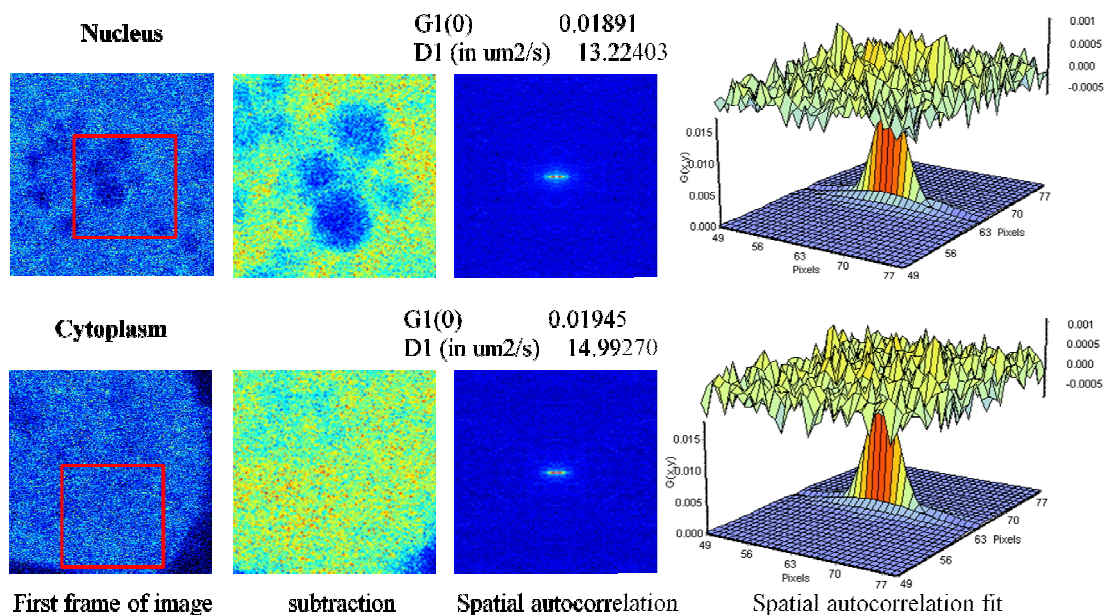 Nucleus
G1(0) 0.01891
D1 (in um2/s) 13.22403
0.001
0.0005
0.000
-0.0005
0.015
0.010
0.005
0.000
G(x,y)
49
56
63
70
77
Pixels
49
56
63
70
77
Pixels
Cytoplasm
G1(0) 0.01945
D1 (in um2/s) 14.99270
0.001
0.0005
0.000
-0.0005
0.015
0.010
0.005
0.000
G(x,y)
49
56
63
70
77
Pixels
49
56
63
70
77
Pixels
First frame of image
subtraction
Spatial autocorrelation
Spatial autocorrelation fit